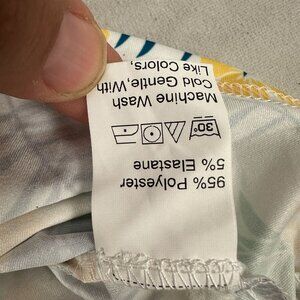 95% Polyester
5% Elastane
30°
Machine Wash
Cold Gentle,With
Like Colors,